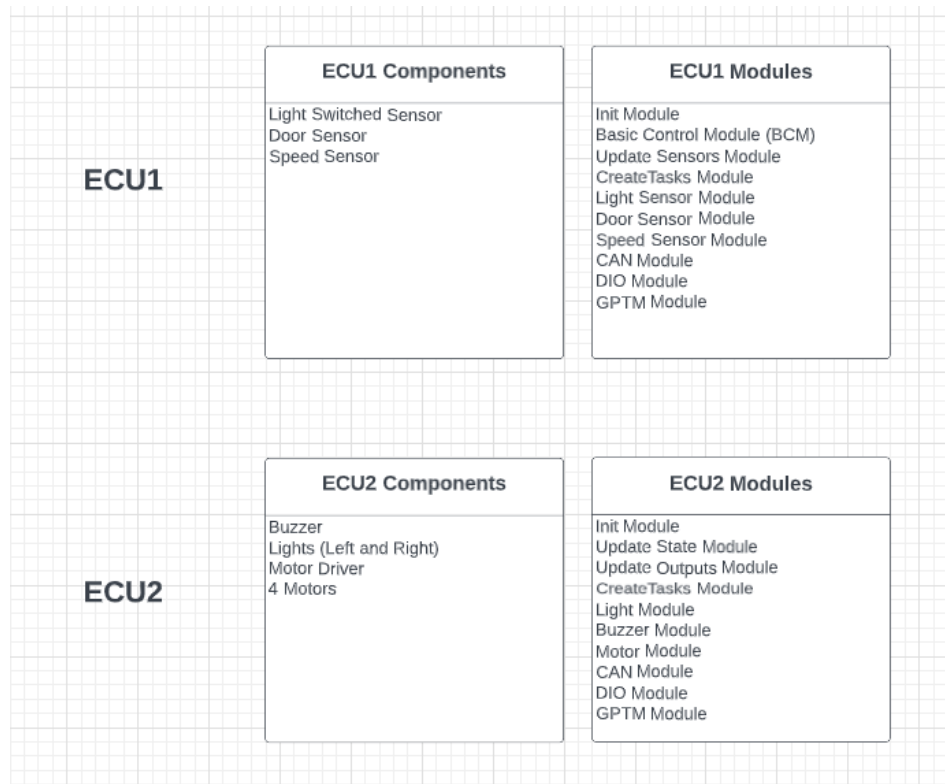 ECU1
ECU1 Components
Light Switched Sensor
Door Sensor
Speed Sensor
ECU1 Modules
Init Module
Basic Control Module (BCM)
Update Sensors Module
CreateTasks Module
Light Sensor Module
Door Sensor Module
Speed Sensor Module
CAN Module
DIO Module
GPTM Module
ECU2
ECU2 Components
Buzzer
Lights (Left and Right)
Motor Driver
4 Motors
ECU2 Modules
Init Module
Update State Module
Update Outputs Module
CreateTasks Module
Light Module
Buzzer Module
Motor Module
CAN Module
DIO Module
GPTM Module